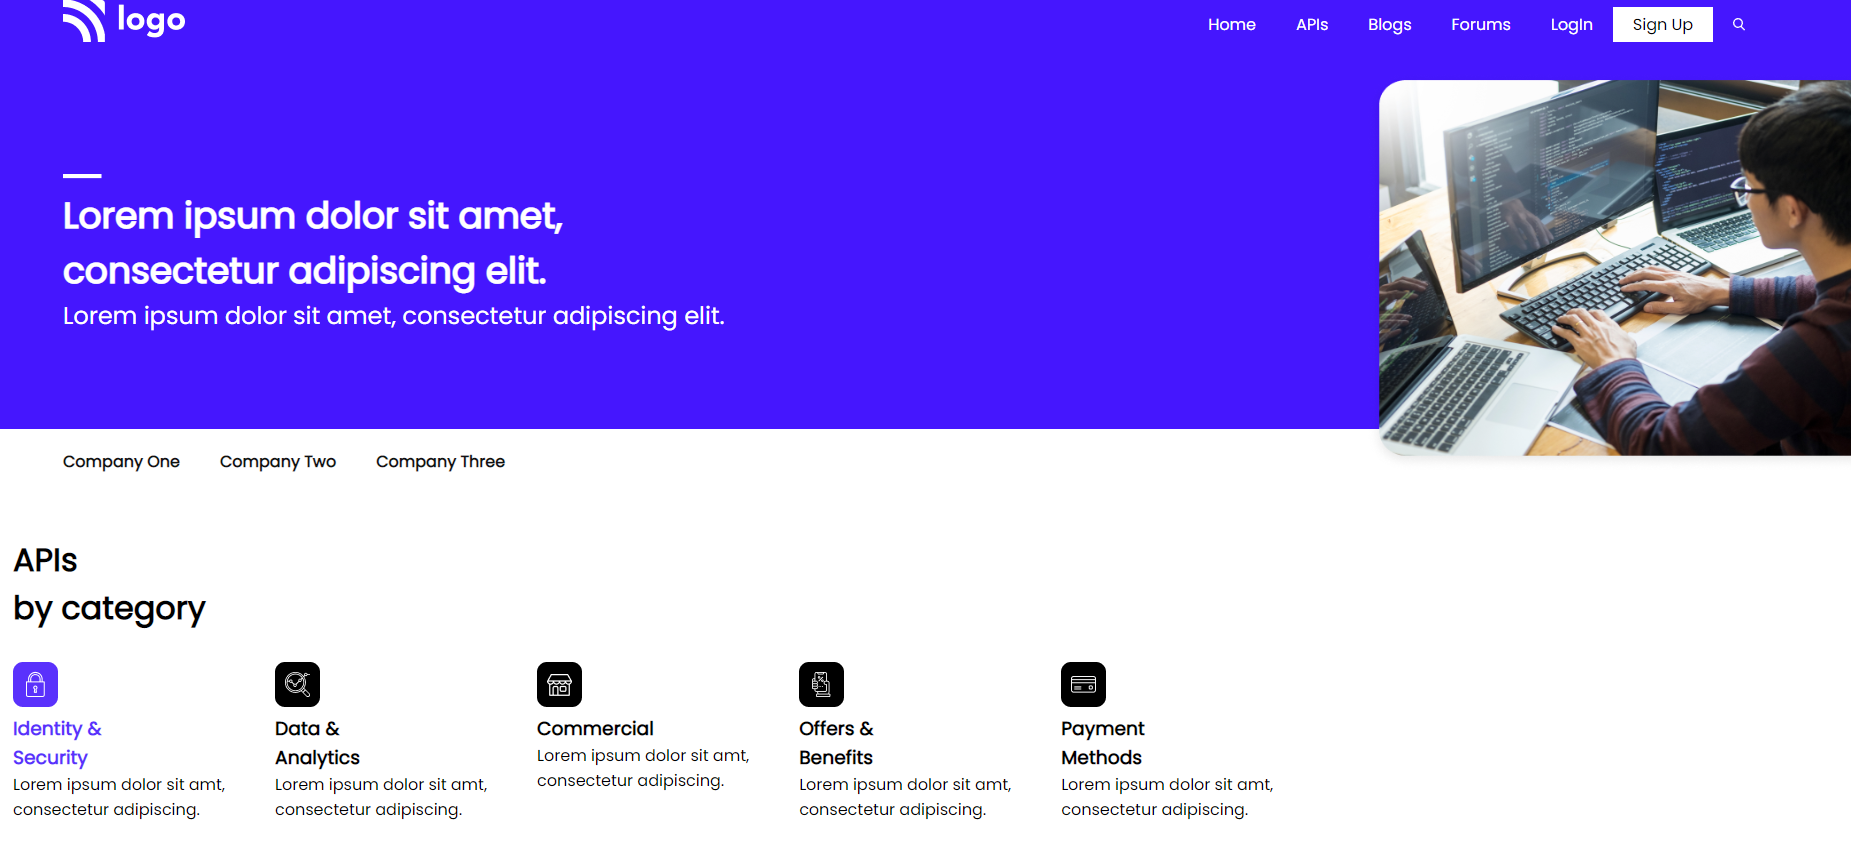 logo
Home APIs Blogs Forums LogIn Sign Up
Lorem ipsum dolor sit amet,
consectetur adipiscing elit.
Lorem ipsum dolor sit amet, consectetur adipiscing elit.
Company One Company Two Company Three
APIs
by category
Identity &
Security
Lorem ipsum dolor sit amt,
consectetur adipiscing.
Data &
Analytics
Lorem ipsum dolor sit amt,
consectetur adipiscing.
Commercial
Lorem ipsum dolor sit amt,
consectetur adipiscing.
Offers &
Benefits
Lorem ipsum dolor sit amt,
consectetur adipiscing.
Payment
Methods
Lorem ipsum dolor sit amt,
consectetur adipiscing.